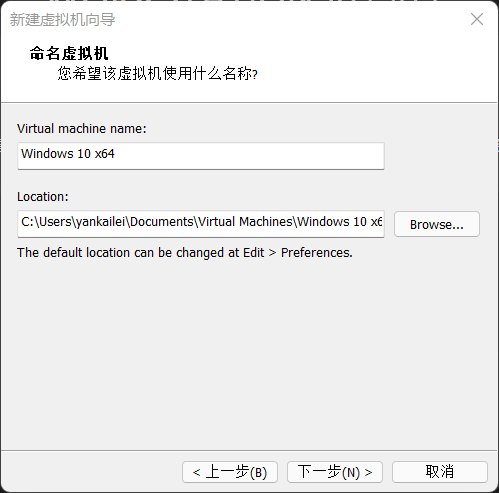 新建虚拟机向导
命名虚拟机
您希望该虚拟机使用什么名称?
Virtual machine name:
Windows 10 x64
Location:
C:\Users\yankailei\Documents\Virtual Machines\Windows 10 x6
Browse...
The default location can be changed at Edit > Preferences.
< 上一步(B)
下一步(N) >
取消